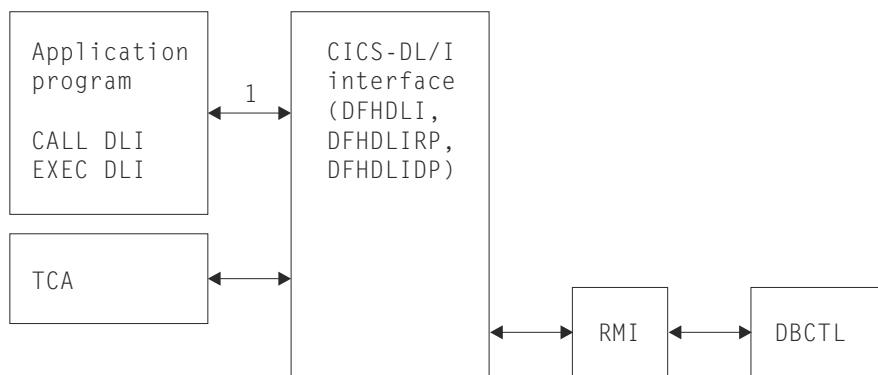 Application
program
CALL DLI
EXEC DLI
1
CICS-DL/I
interface
(DFHDLI,
DFHDLIRP,
DFHDLIDP)
TCA
RMI
DBCTL